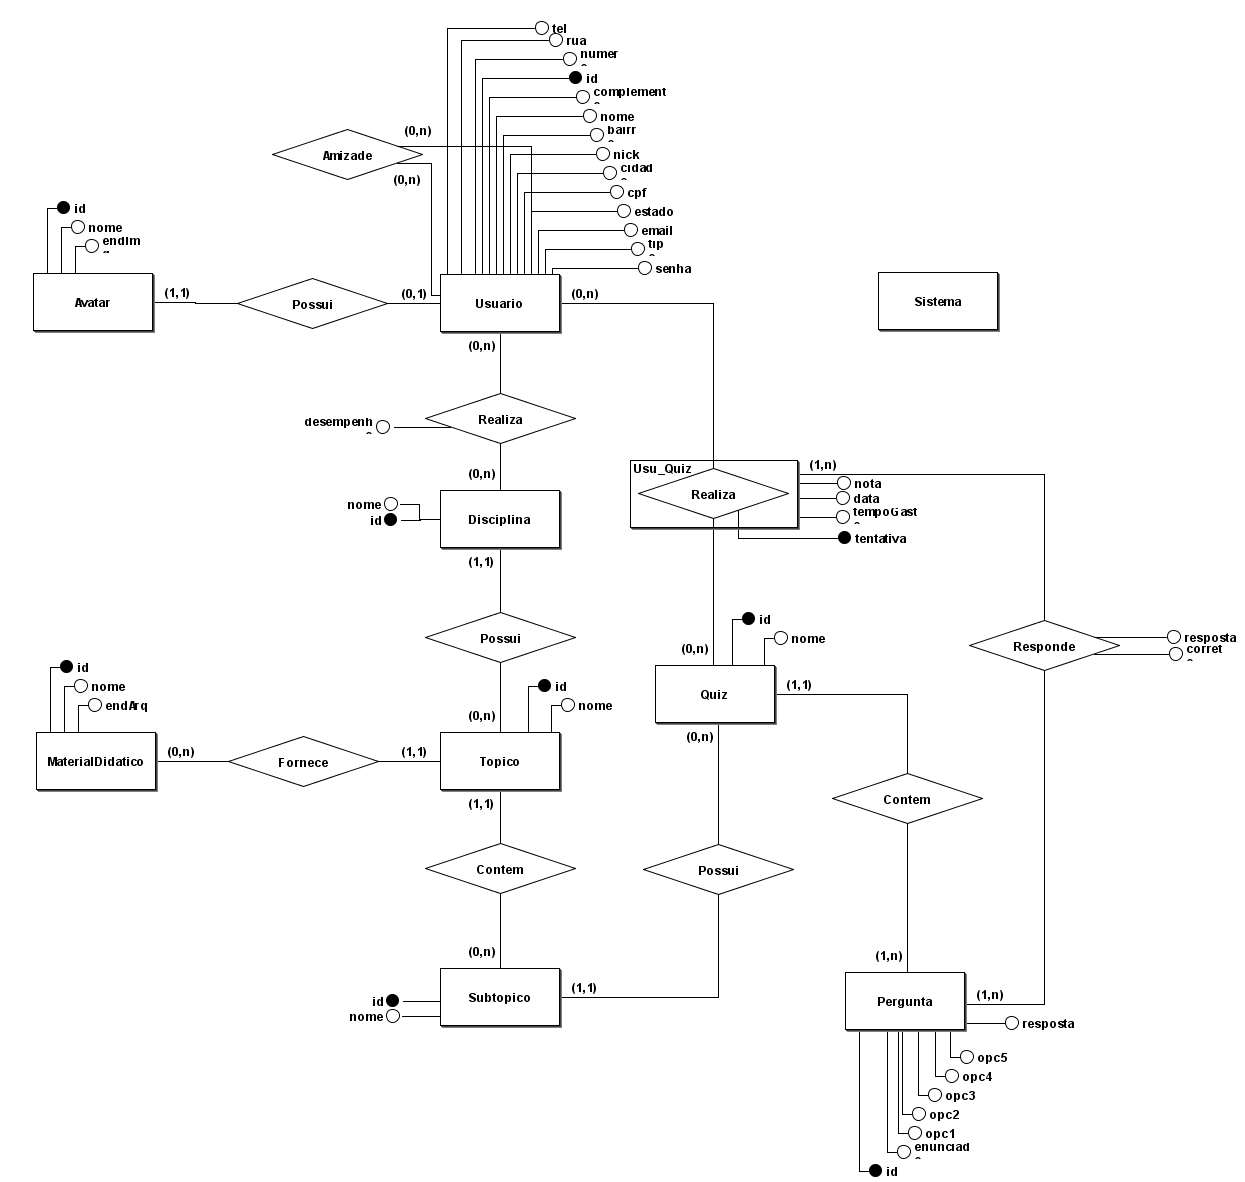 tel
rua
numer
id
complement
nome
bairr
nick
cidad
cpf
estado
email
tip
senha
(0,n)
Amizade
(0,n)
id
nome
endIm
Avatar
(1,1)
Possui
(0,1)
Usuario
(0,n)
Sistema
(0,n)
desempenh
Realiza
(0,n)
nome
id
Disciplina
(1,1)
Usu_Quiz
Realiza
(1,n)
nota
data
tempoGast
tentativa
Possui
id
nome
(0,n)
Quiz
(1,1)
(0,n)
Responde
resposta
corret
id
nome
endArq
MaterialDidatico
(0,n)
Fornece
(1,1)
(0,n)
id
nome
Topico
(1,1)
Contem
Contem
Possui
(0,n)
Subtopico
(1,1)
id
nome
(1,n)
Pergunta
(1,n)
resposta
opc5
opc4
opc3
opc2
opc1
enunciad
id